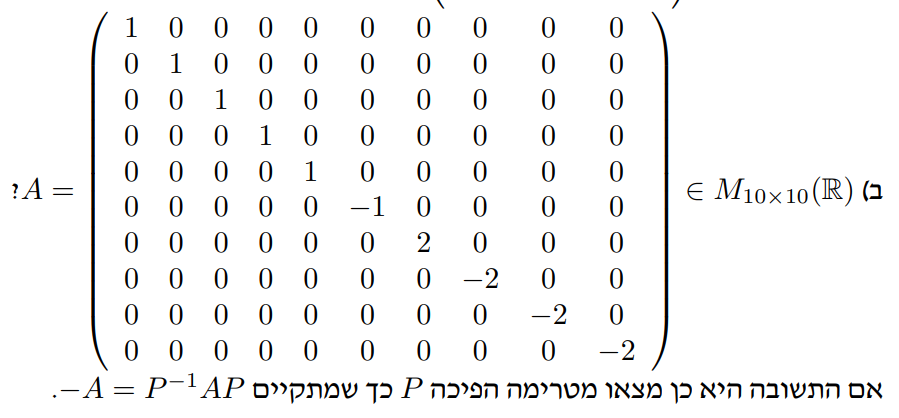 ב) ?A = \begin{pmatrix} 1 & 0 & 0 & 0 & 0 & 0 & 0 & 0 & 0 & 0 \\ 0 & 1 & 0 & 0 & 0 & 0 & 0 & 0 & 0 & 0 \\ 0 & 0 & 1 & 0 & 0 & 0 & 0 & 0 & 0 & 0 \\ 0 & 0 & 0 & 1 & 0 & 0 & 0 & 0 & 0 & 0 \\ 0 & 0 & 0 & 0 & 1 & 0 & 0 & 0 & 0 & 0 \\ 0 & 0 & 0 & 0 & 0 & -1 & 0 & 0 & 0 & 0 \\ 0 & 0 & 0 & 0 & 0 & 0 & 2 & 0 & 0 & 0 \\ 0 & 0 & 0 & 0 & 0 & 0 & 0 & -2 & 0 & 0 \\ 0 & 0 & 0 & 0 & 0 & 0 & 0 & 0 & -2 & 0 \\ 0 & 0 & 0 & 0 & 0 & 0 & 0 & 0 & 0 & -2 \end{pmatrix} \in M_{10\times10}(\mathbb{R})
אם התשובה היא כן מצאו מטרימה הפיכה P כך שמתקיים −A = P^{-1}AP.